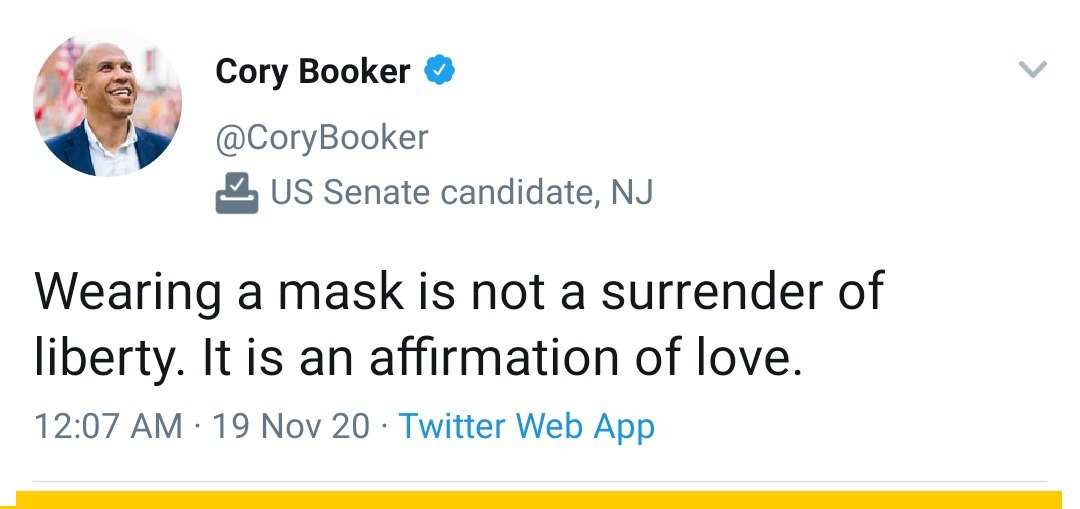 Cory Booker
@CoryBooker
US Senate candidate, NJ
Wearing a mask is not a surrender of
liberty. It is an affirmation of love.
12:07 AM · 19 Nov 20 · Twitter Web App